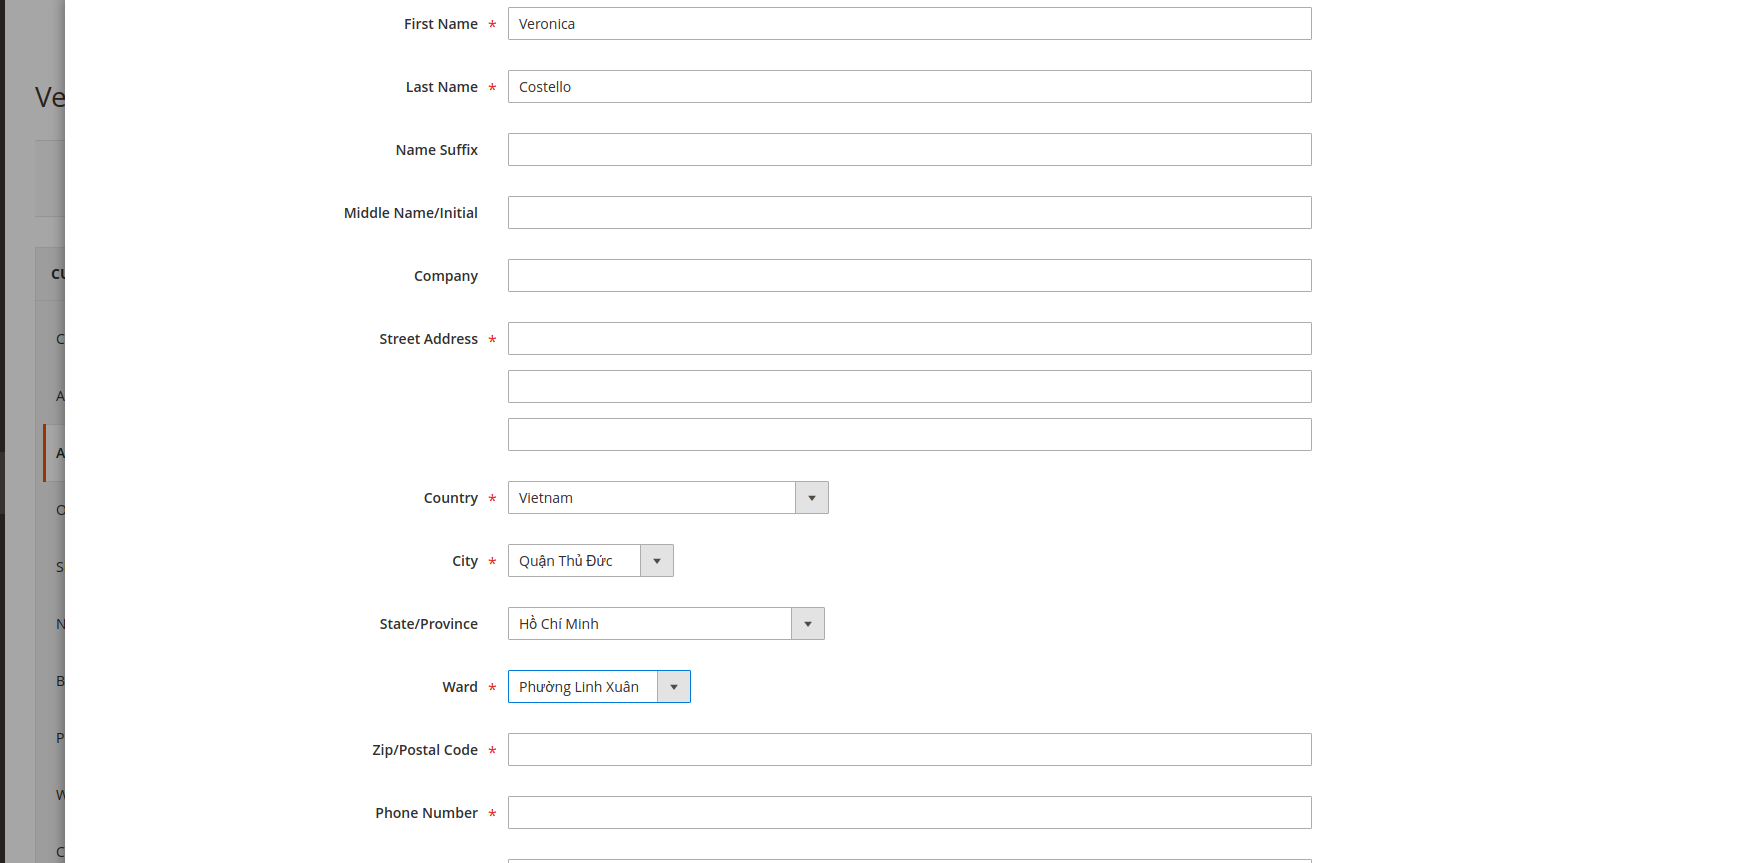 First Name * Veronica
Last Name * Costello
Ve
Name Suffix
Middle Name/Initial
Company
CU
Street Address *
C
A
A
Country * Vietnam
O
City * Quận Thủ Đức
S
State/Province Hồ Chí Minh
N
Ward * Phường Linh Xuân
B
P
Zip/Postal Code *
W
Phone Number *
C